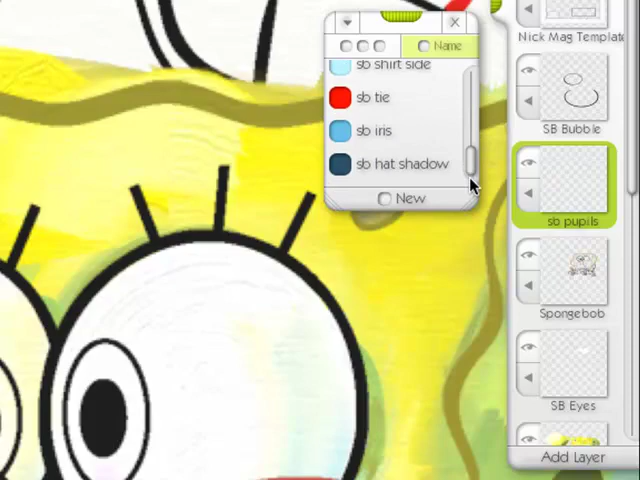 Name
sb shirt side
sb tie
sb iris
sb hat shadow
New
Nick Mag Template
SB Bubble
sb pupils
Spongebob
SB Eyes
Add Layer